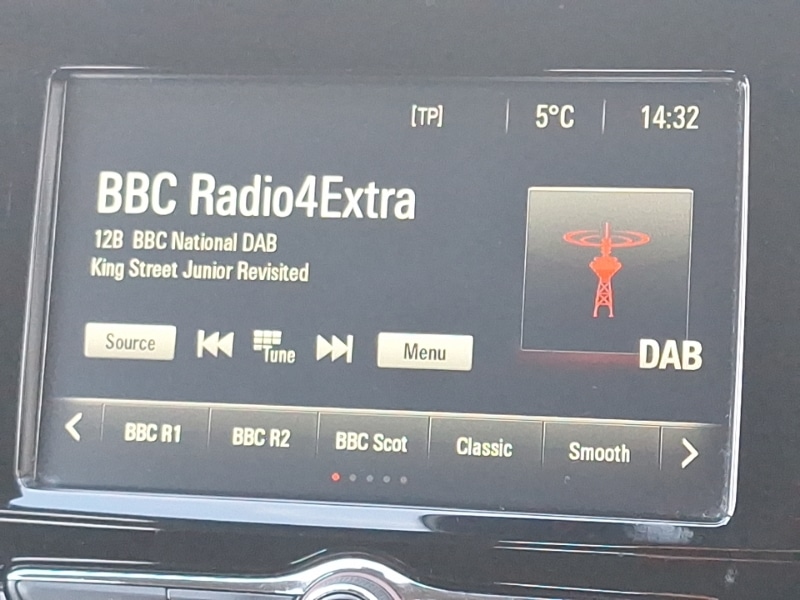 [TP] 5°C 14:32
BBC Radio4Extra
12B BBC National DAB
King Street Junior Revisited
DAB
Source Tune Menu
BBC R1 BBC R2 BBC Scot Classic Smooth